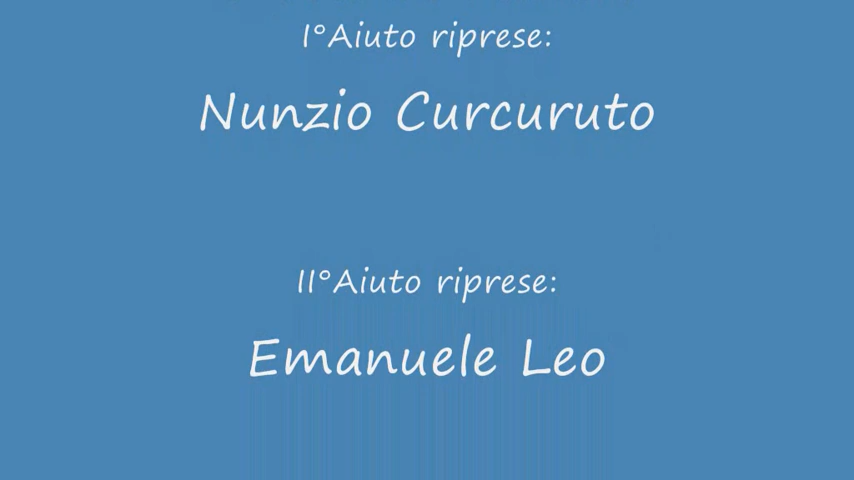 I°Aiuto riprese:
Nunzio Curcuruto
II°Aiuto riprese:
Emanuele Leo